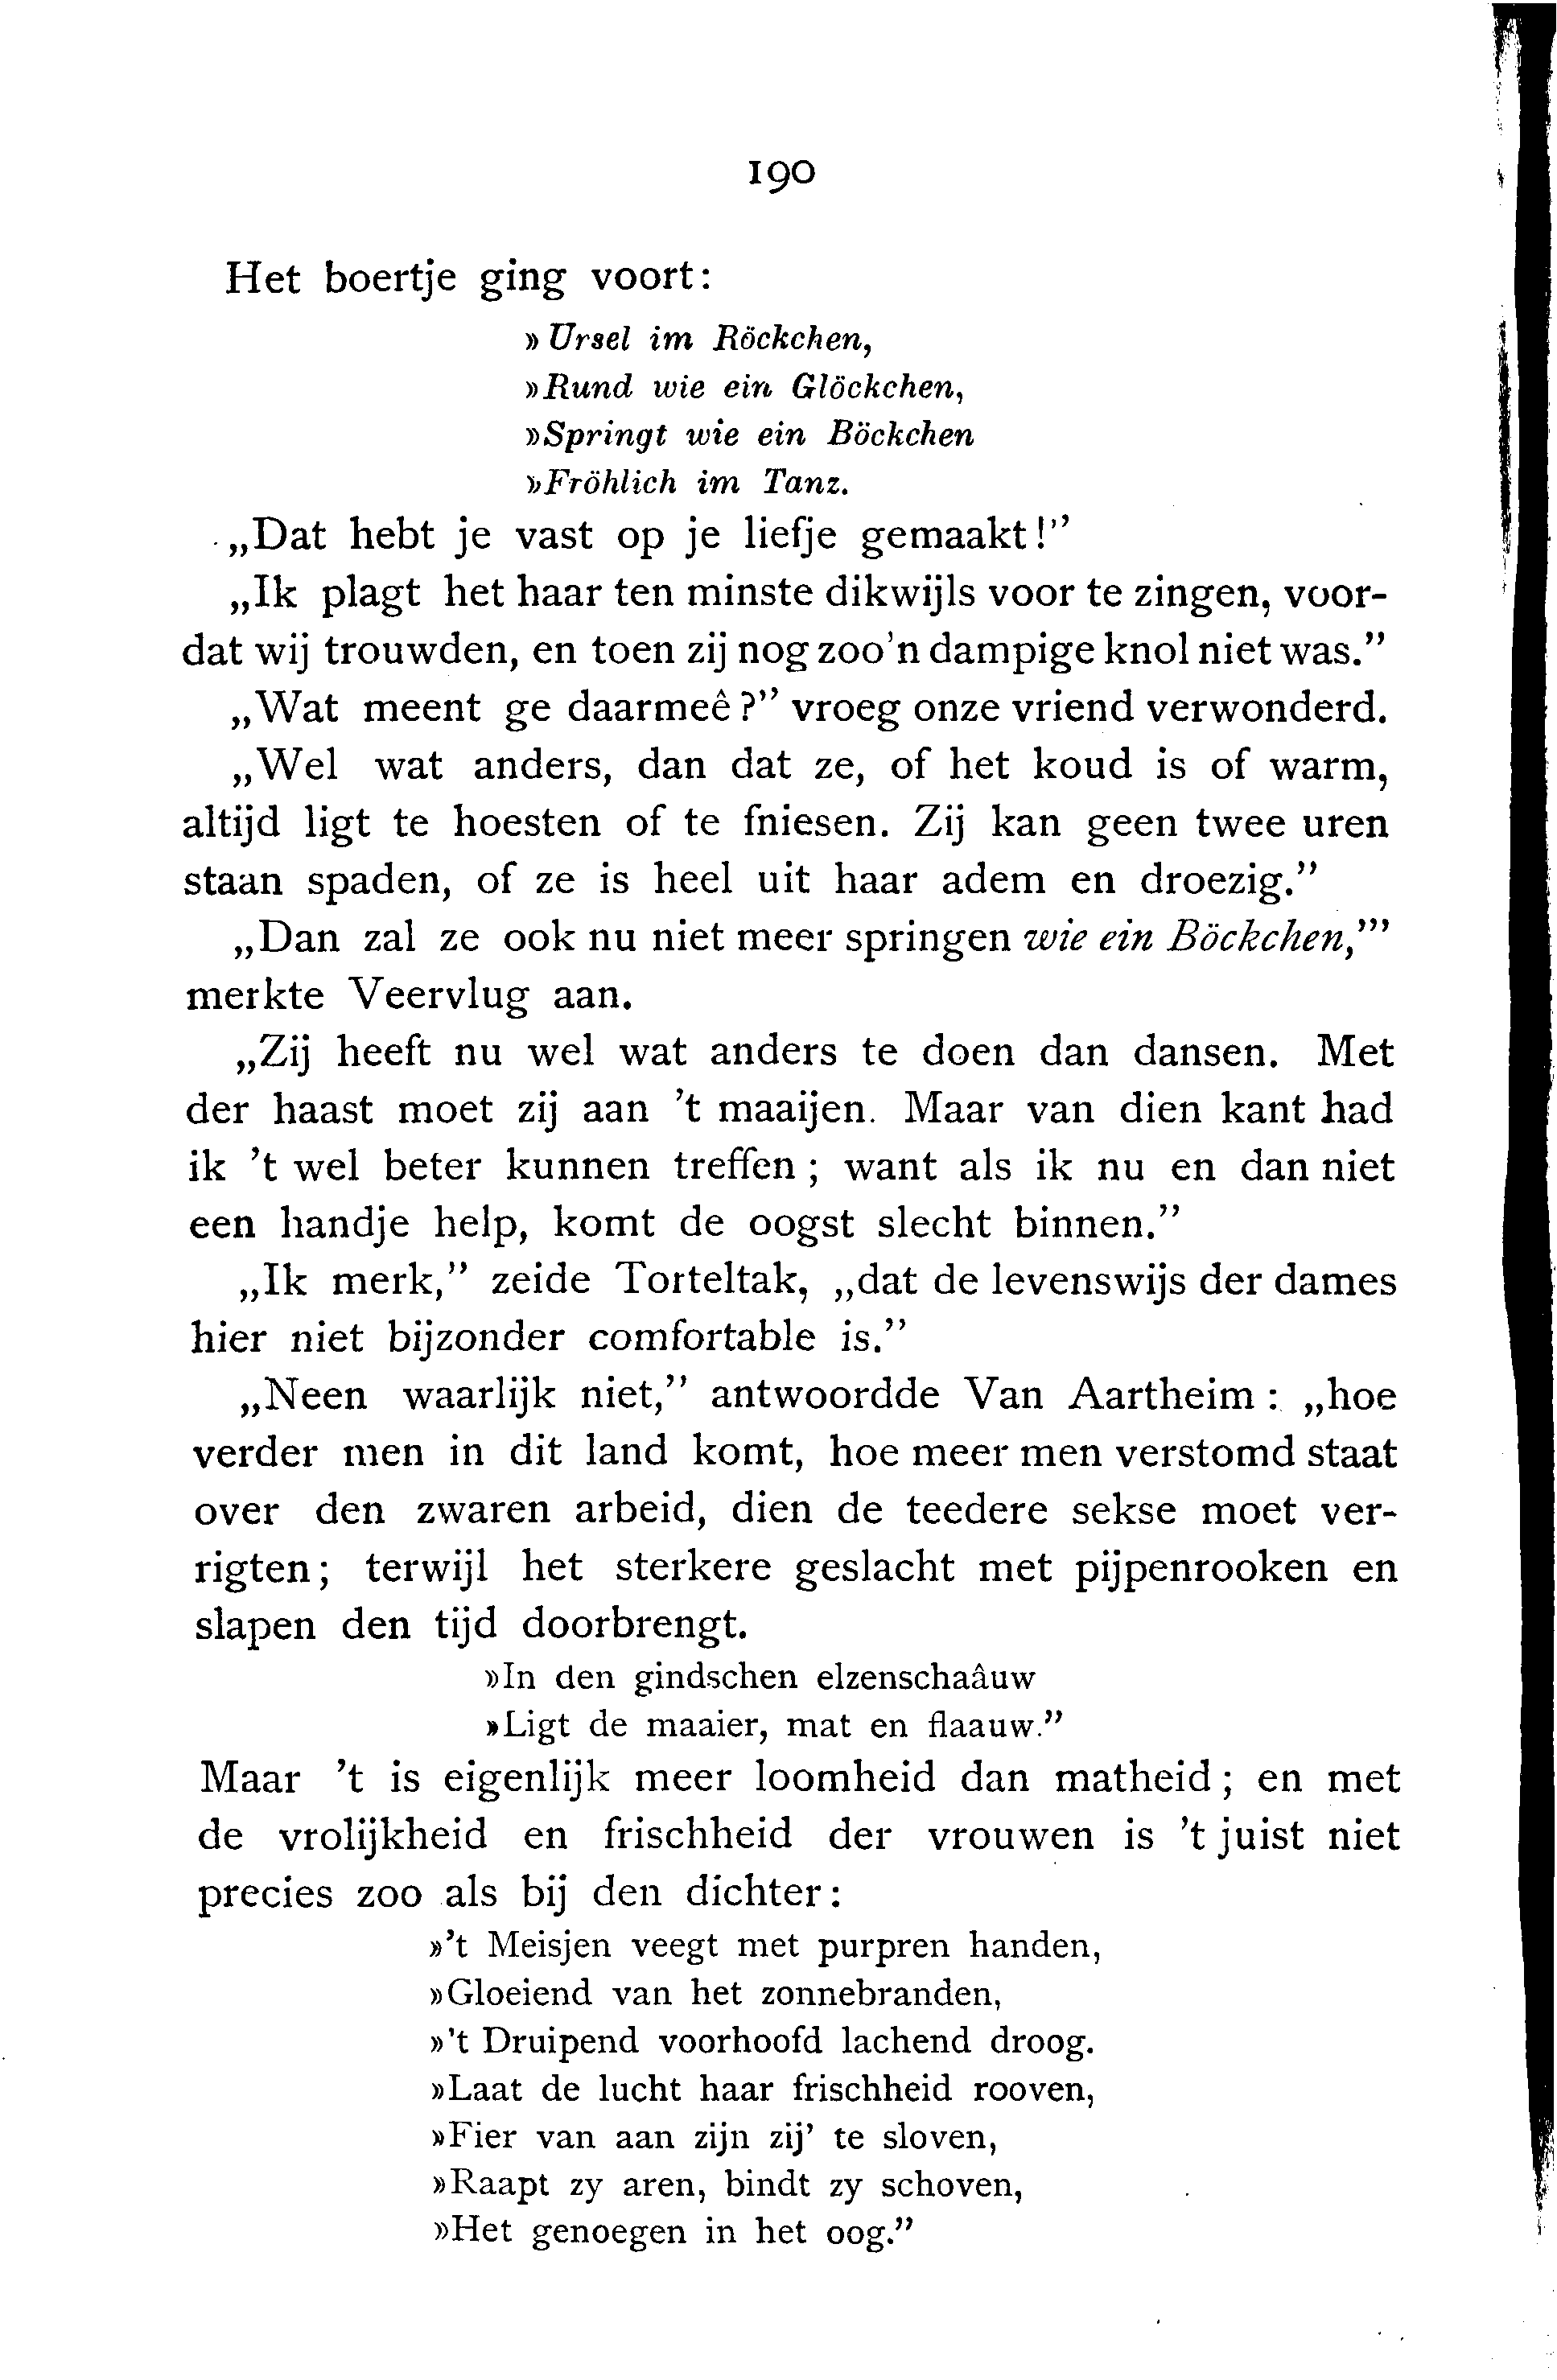 190
Het boertje ging voort:
» Ursel im Röckchen,
»Rund wie ein Glöckchen,
»Springt wie ein Böckchen
»Fröhlich im Tanz.
„Dat hebt je vast op je liefje gemaakt!”
„Ik plagt het haar ten minste dikwijls voor te zingen, voor-
dat wij trouwden, en toen zij nog zoo'n dampige knol niet was.”
„Wat meent ge daarmeê?” vroeg onze vriend verwonderd.
„Wel wat anders, dan dat ze, of het koud is of warm,
altijd ligt te hoesten of te fniesen. Zij kan geen twee uren
staan spaden, of ze is heel uit haar adem en droezig.”
„Dan zal ze ook nu niet meer springen wie ein Böckchen,”'
merkte Veervlug aan.
„Zij heeft nu wel wat anders te doen dan dansen. Met
der haast moet zij aan 't maaijen. Maar van dien kant had
ik 't wel beter kunnen treffen; want als ik nu en dan niet
een handje help, komt de oogst slecht binnen.”
„Ik merk,” zeide Torteltak, „dat de levenswijs der dames
hier niet bijzonder comfortable is.”
„Neen waarlijk niet,” antwoordde Van Aartheim: „hoe
verder men in dit land komt, hoe meer men verstomd staat
over den zwaren arbeid, dien de teedere sekse moet ver-
rigten; terwijl het sterkere geslacht met pijpenrooken en
slapen den tijd doorbrengt.
»In den gindschen elzenschaâuw
»Ligt de maaier, mat en flaauw.”
Maar 't is eigenlijk meer loomheid dan matheid; en met
de vrolijkheid en frischheid der vrouwen is 't juist niet
precies zoo als bij den dichter:
»'t Meisjen veegt met purpren handen,
»Gloeiend van het zonnebranden,
»'t Druipend voorhoofd lachend droog.
»Laat de lucht haar frischheid rooven,
»Fier van aan zijn zij' te sloven,
»Raapt zy aren, bindt zy schoven,
»Het genoegen in het oog.”